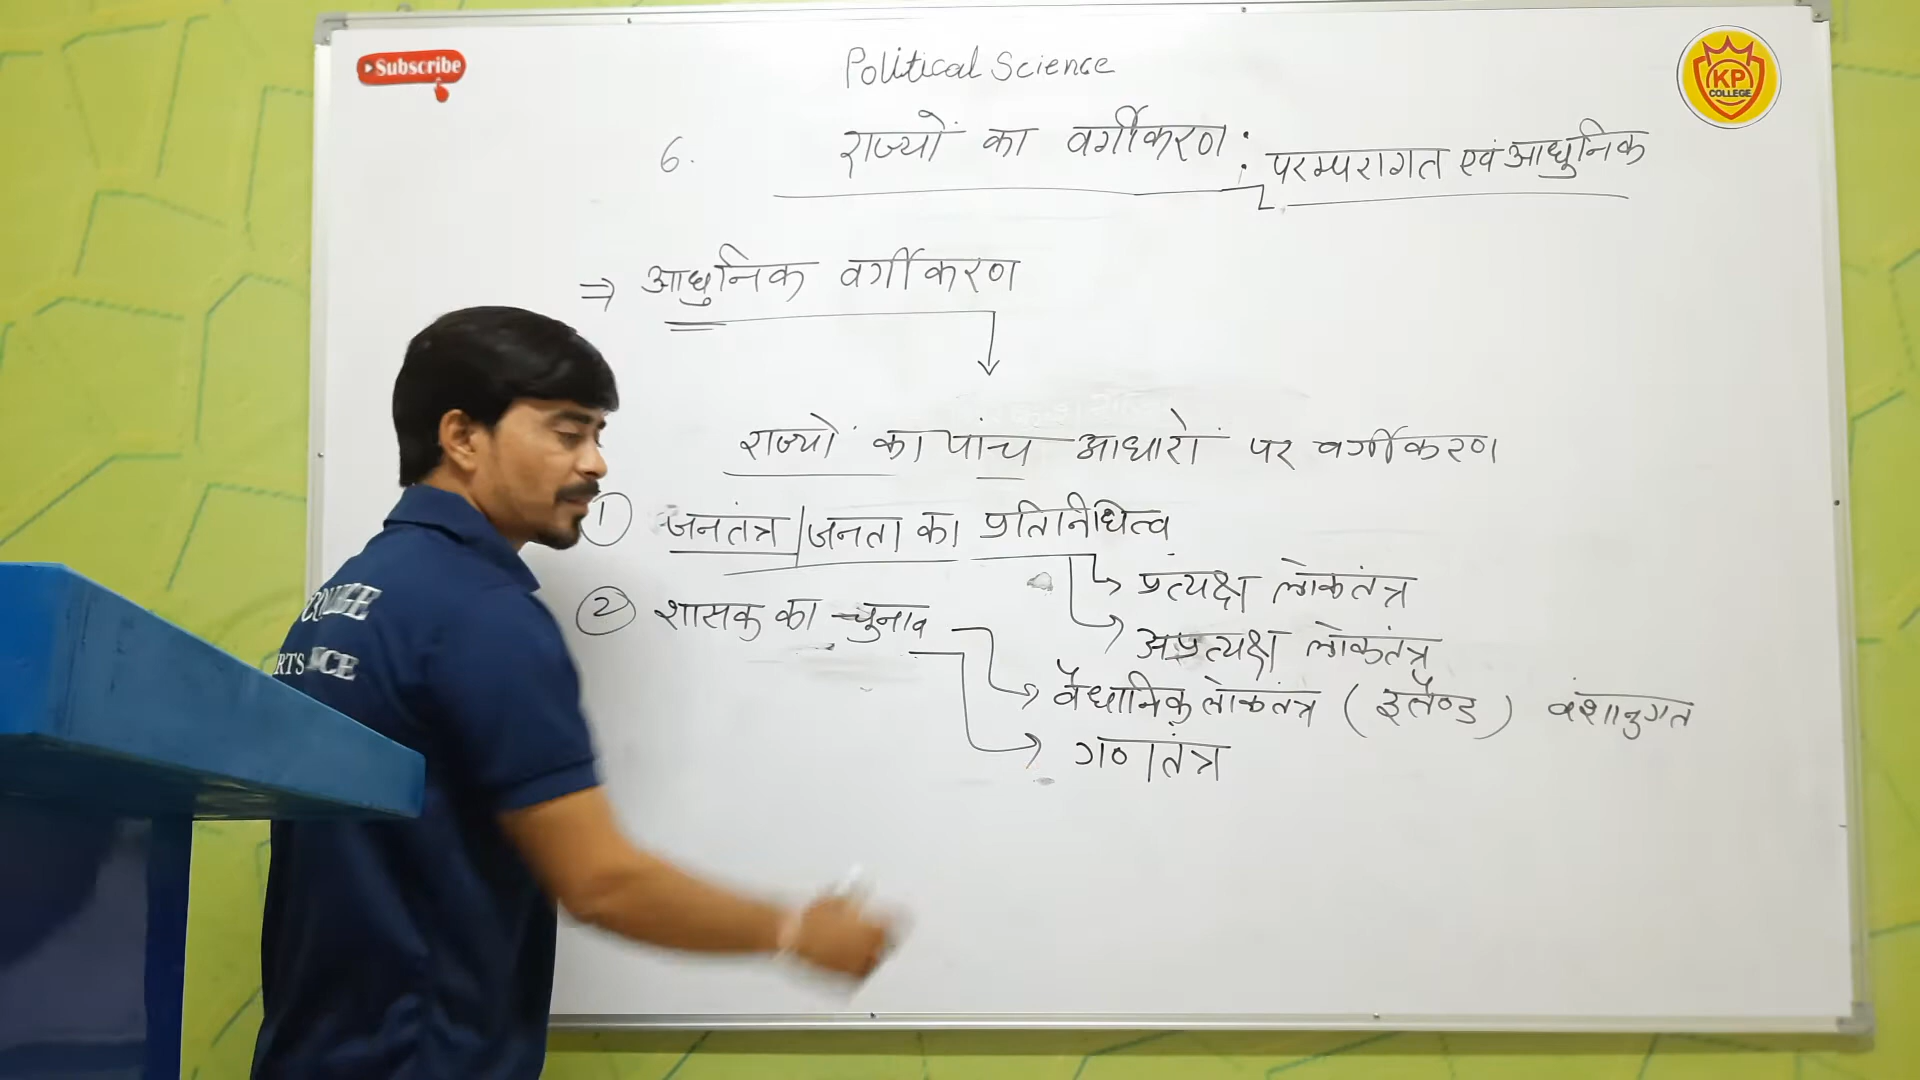 Subscribe
Political Science
KP
COLLEGE
6. राज्यों का वर्गीकरण : परम्परागत एवं आधुनिक
⇒ आधुनिक वर्गीकरण
राज्यों का पांच आधारों पर वर्गीकरण
1 जनतंत्र/जनता का प्रतिनिधित्व
प्रत्यक्ष लोकतंत्र
अप्रत्यक्ष लोकतंत्र
2 शासक का चुनाव
वैधानिक लोकतंत्र (इंलैण्ड) वंशानुगत
गणतंत्र